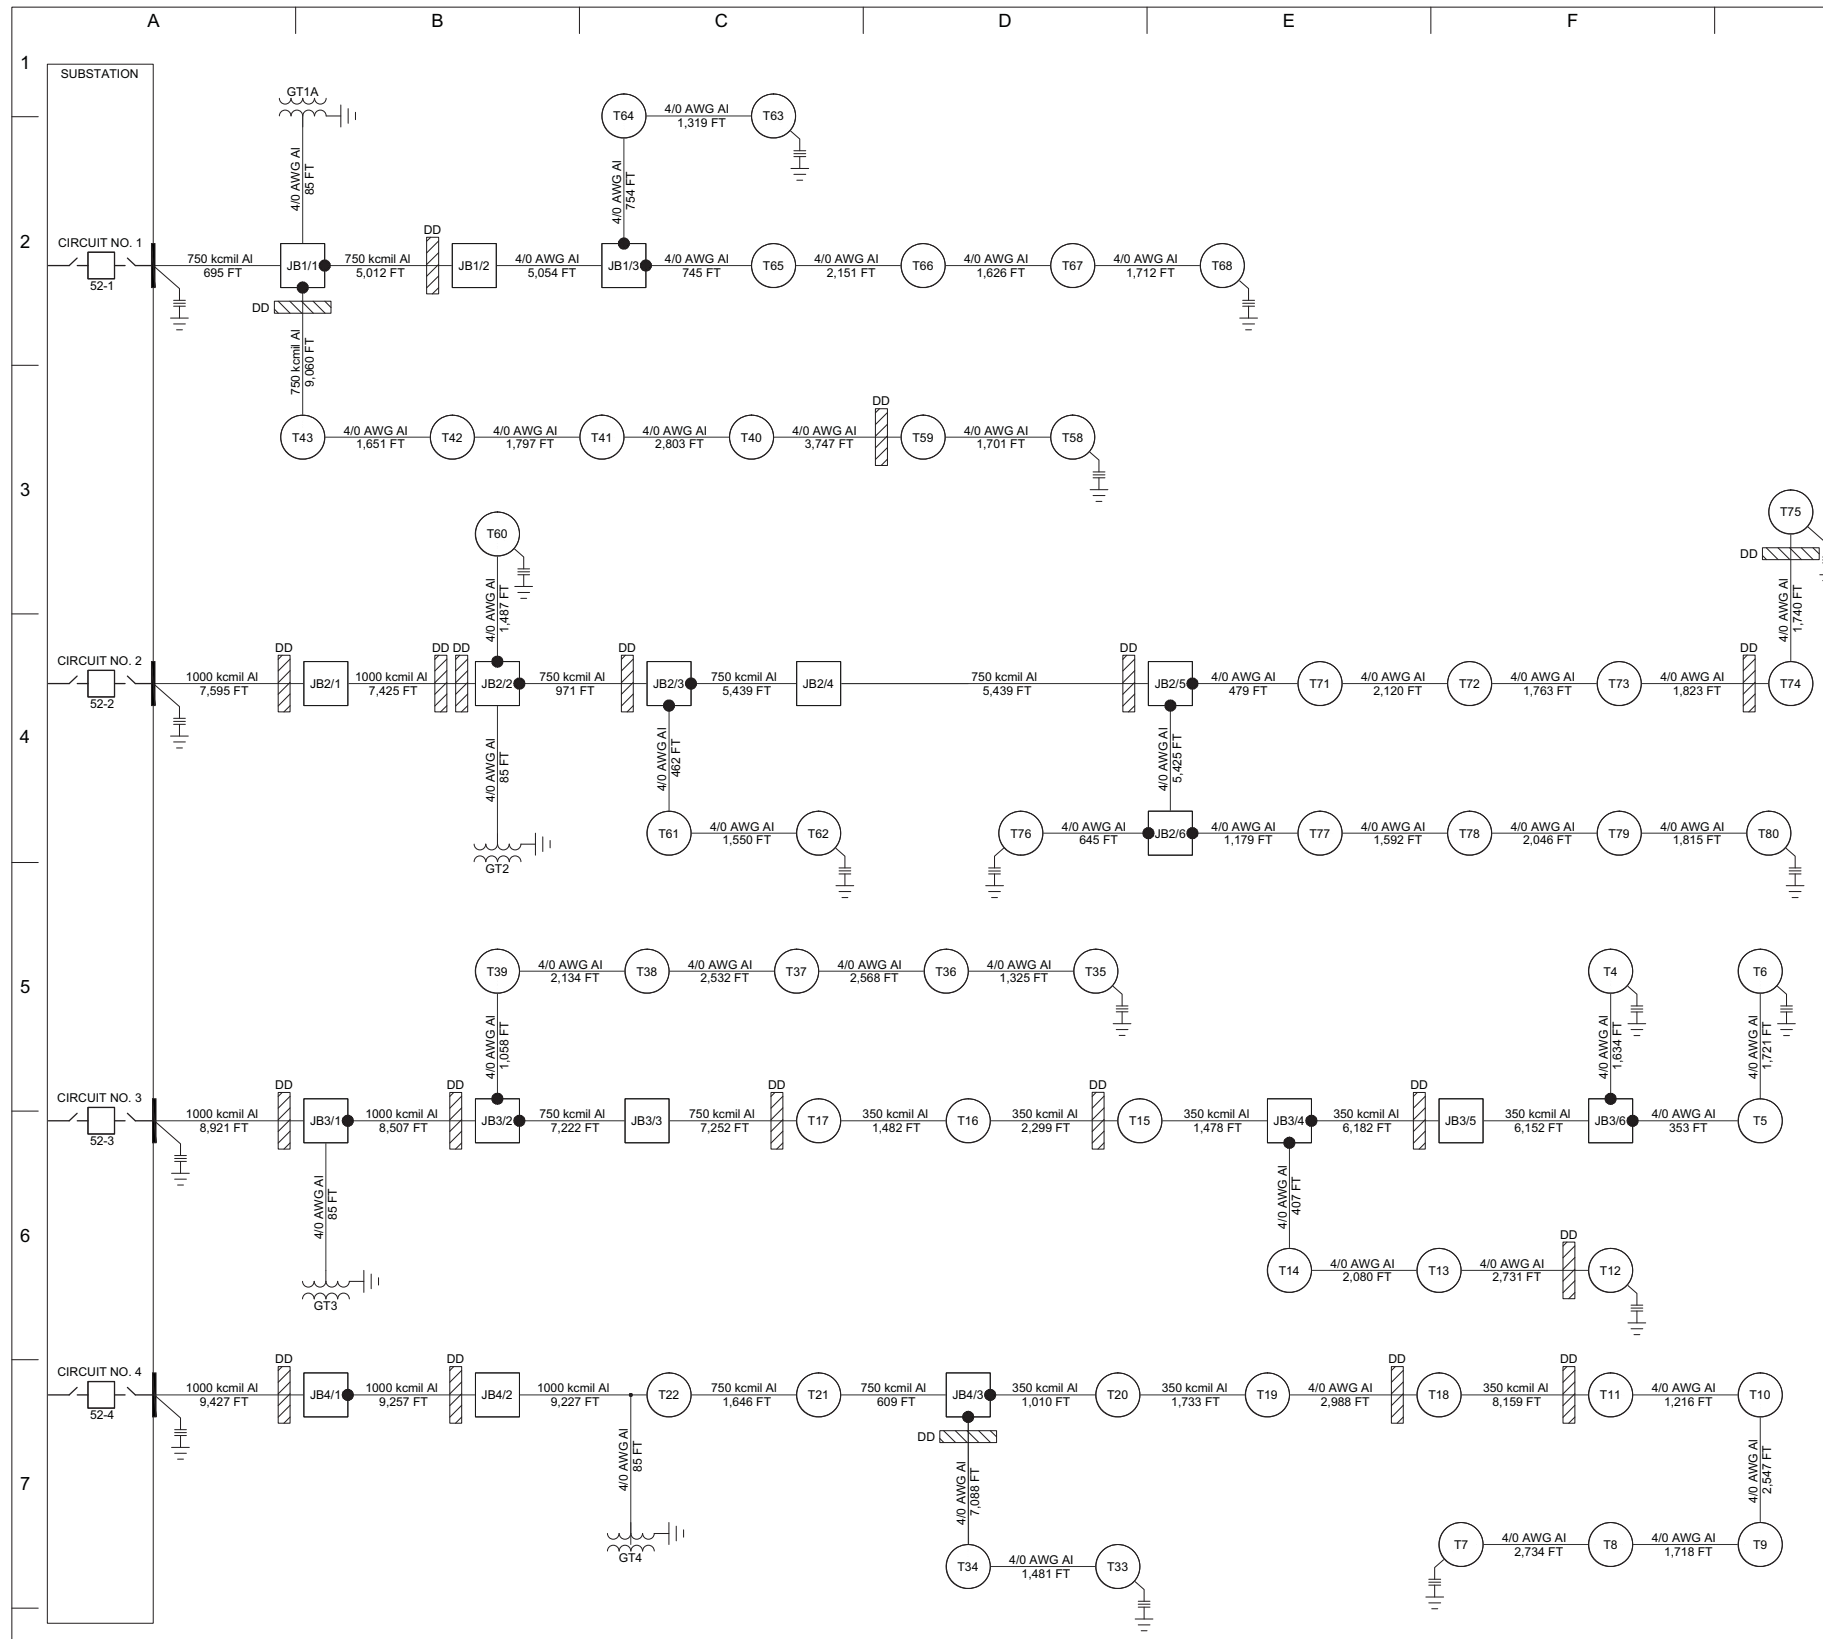 A B C D E F
1
SUBSTATION
GT1A
4/0 AWG Al
85 FT
T64
4/0 AWG Al
1,319 FT
T63
4/0 AWG Al
754 FT
2
CIRCUIT NO. 1
52-1
750 kcmil Al
695 FT
JB1/1
750 kcmil Al
5,012 FT
DD
JB1/2
4/0 AWG Al
5,054 FT
JB1/3
4/0 AWG Al
745 FT
T65
4/0 AWG Al
2,151 FT
T66
4/0 AWG Al
1,626 FT
T67
4/0 AWG Al
1,712 FT
T68
DD
750 kcmil Al
9,060 FT
T43
4/0 AWG Al
1,651 FT
T42
4/0 AWG Al
1,797 FT
T41
4/0 AWG Al
2,803 FT
T40
4/0 AWG Al
3,747 FT
DD
T59
4/0 AWG Al
1,701 FT
T58
3
T60
4/0 AWG Al
1,487 FT
T75
DD
4/0 AWG Al
1,740 FT
CIRCUIT NO. 2
52-2
1000 kcmil Al
7,595 FT
DD
JB2/1
1000 kcmil Al
7,425 FT
DD DD
JB2/2
750 kcmil Al
971 FT
DD
JB2/3
750 kcmil Al
5,439 FT
JB2/4
750 kcmil Al
5,439 FT
DD
JB2/5
4/0 AWG Al
479 FT
T71
4/0 AWG Al
2,120 FT
T72
4/0 AWG Al
1,763 FT
T73
4/0 AWG Al
1,823 FT
DD
T74
4
4/0 AWG Al
85 FT
GT2
4/0 AWG Al
462 FT
T61
4/0 AWG Al
1,550 FT
T62
4/0 AWG Al
5,425 FT
T76
4/0 AWG Al
645 FT
JB2/6
4/0 AWG Al
1,179 FT
T77
4/0 AWG Al
1,592 FT
T78
4/0 AWG Al
2,046 FT
T79
4/0 AWG Al
1,815 FT
T80
5
T39
4/0 AWG Al
2,134 FT
T38
4/0 AWG Al
2,532 FT
T37
4/0 AWG Al
2,568 FT
T36
4/0 AWG Al
1,325 FT
T35
T4
T6
4/0 AWG Al
1,058 FT
4/0 AWG Al
1,634 FT
4/0 AWG Al
1,721 FT
CIRCUIT NO. 3
52-3
1000 kcmil Al
8,921 FT
DD
JB3/1
1000 kcmil Al
8,507 FT
DD
JB3/2
750 kcmil Al
7,222 FT
JB3/3
750 kcmil Al
7,252 FT
DD
T17
350 kcmil Al
1,482 FT
T16
350 kcmil Al
2,299 FT
DD
T15
350 kcmil Al
1,478 FT
JB3/4
350 kcmil Al
6,182 FT
DD
JB3/5
350 kcmil Al
6,152 FT
JB3/6
4/0 AWG Al
353 FT
T5
6
4/0 AWG Al
85 FT
GT3
4/0 AWG Al
407 FT
T14
4/0 AWG Al
2,080 FT
T13
4/0 AWG Al
2,731 FT
DD
T12
CIRCUIT NO. 4
52-4
1000 kcmil Al
9,427 FT
DD
JB4/1
1000 kcmil Al
9,257 FT
DD
JB4/2
1000 kcmil Al
9,227 FT
T22
750 kcmil Al
1,646 FT
T21
750 kcmil Al
609 FT
JB4/3
350 kcmil Al
1,010 FT
T20
350 kcmil Al
1,733 FT
T19
4/0 AWG Al
2,988 FT
DD
T18
350 kcmil Al
8,159 FT
DD
T11
4/0 AWG Al
1,216 FT
T10
7
4/0 AWG Al
85 FT
GT4
DD
4/0 AWG Al
7,088 FT
T34
4/0 AWG Al
1,481 FT
T33
4/0 AWG Al
2,547 FT
T7
4/0 AWG Al
2,734 FT
T8
4/0 AWG Al
1,718 FT
T9